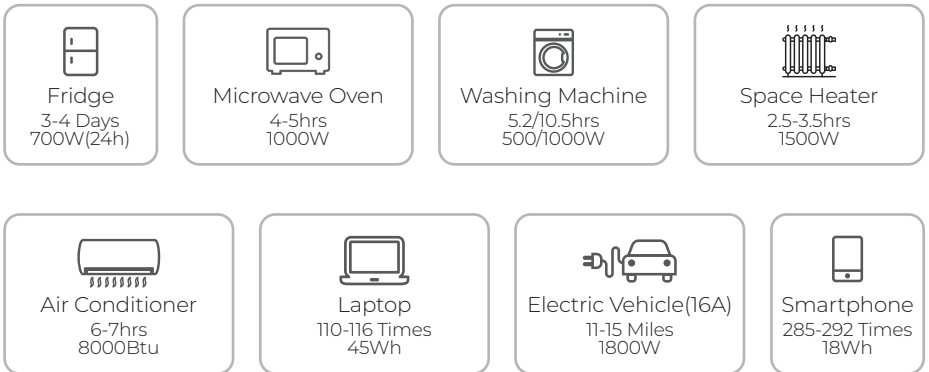 Fridge
3-4 Days
700W(24h)
Microwave Oven
4-5hrs
1000W
Washing Machine
5.2/10.5hrs
500/1000W
Space Heater
2.5-3.5hrs
1500W
Air Conditioner
6-7hrs
8000Btu
Laptop
110-116 Times
45Wh
Electric Vehicle(16A)
11-15 Miles
1800W
Smartphone
285-292 Times
18Wh